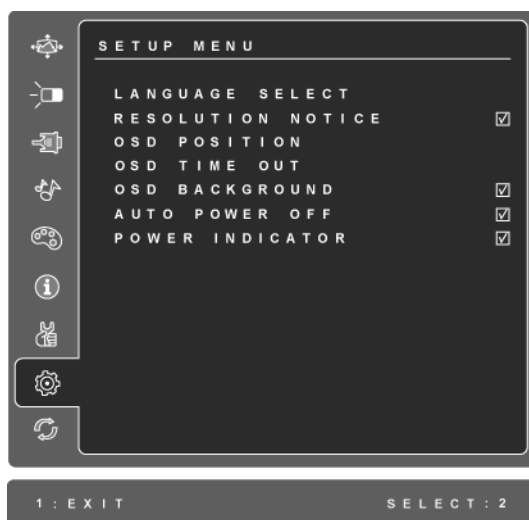 SETUP MENU
LANGUAGE SELECT
RESOLUTION NOTICE
OSD POSITION
OSD TIME OUT
OSD BACKGROUND
AUTO POWER OFF
POWER INDICATOR
1:EXIT SELECT:2